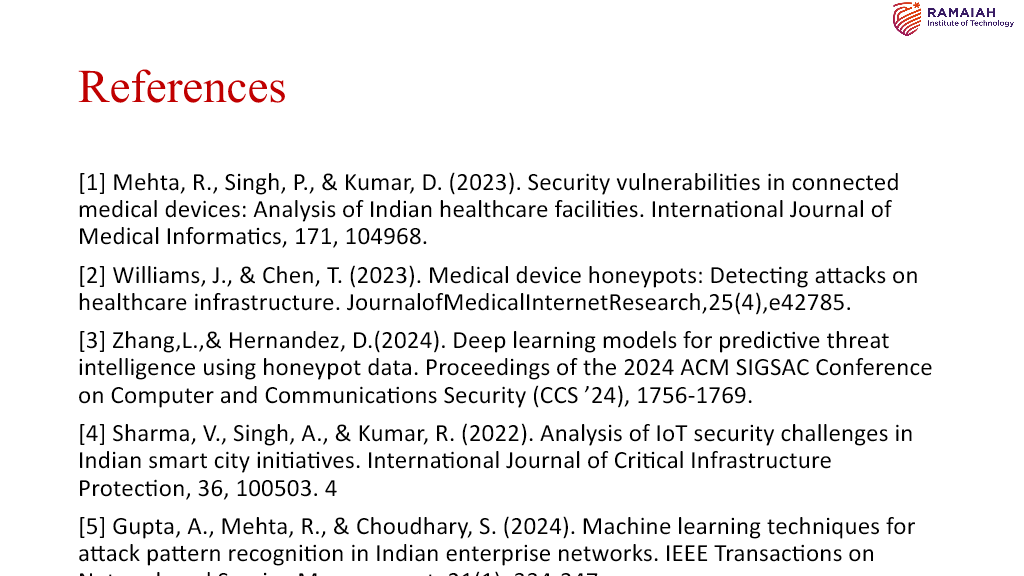 RAMAIAH
Institute of Technology
References
[1] Mehta, R., Singh, P., & Kumar, D. (2023). Security vulnerabilities in connected
medical devices: Analysis of Indian healthcare facilities. International Journal of
Medical Informatics, 171, 104968.
[2] Williams, J., & Chen, T. (2023). Medical device honeypots: Detecting attacks on
healthcare infrastructure. JournalofMedicalInternetResearch,25(4),e42785.
[3] Zhang,L.,& Hernandez, D.(2024). Deep learning models for predictive threat
intelligence using honeypot data. Proceedings of the 2024 ACM SIGSAC Conference
on Computer and Communications Security (CCS ’24), 1756-1769.
[4] Sharma, V., Singh, A., & Kumar, R. (2022). Analysis of IoT security challenges in
Indian smart city initiatives. International Journal of Critical Infrastructure
Protection, 36, 100503. 4
[5] Gupta, A., Mehta, R., & Choudhary, S. (2024). Machine learning techniques for
attack pattern recognition in Indian enterprise networks. IEEE Transactions on